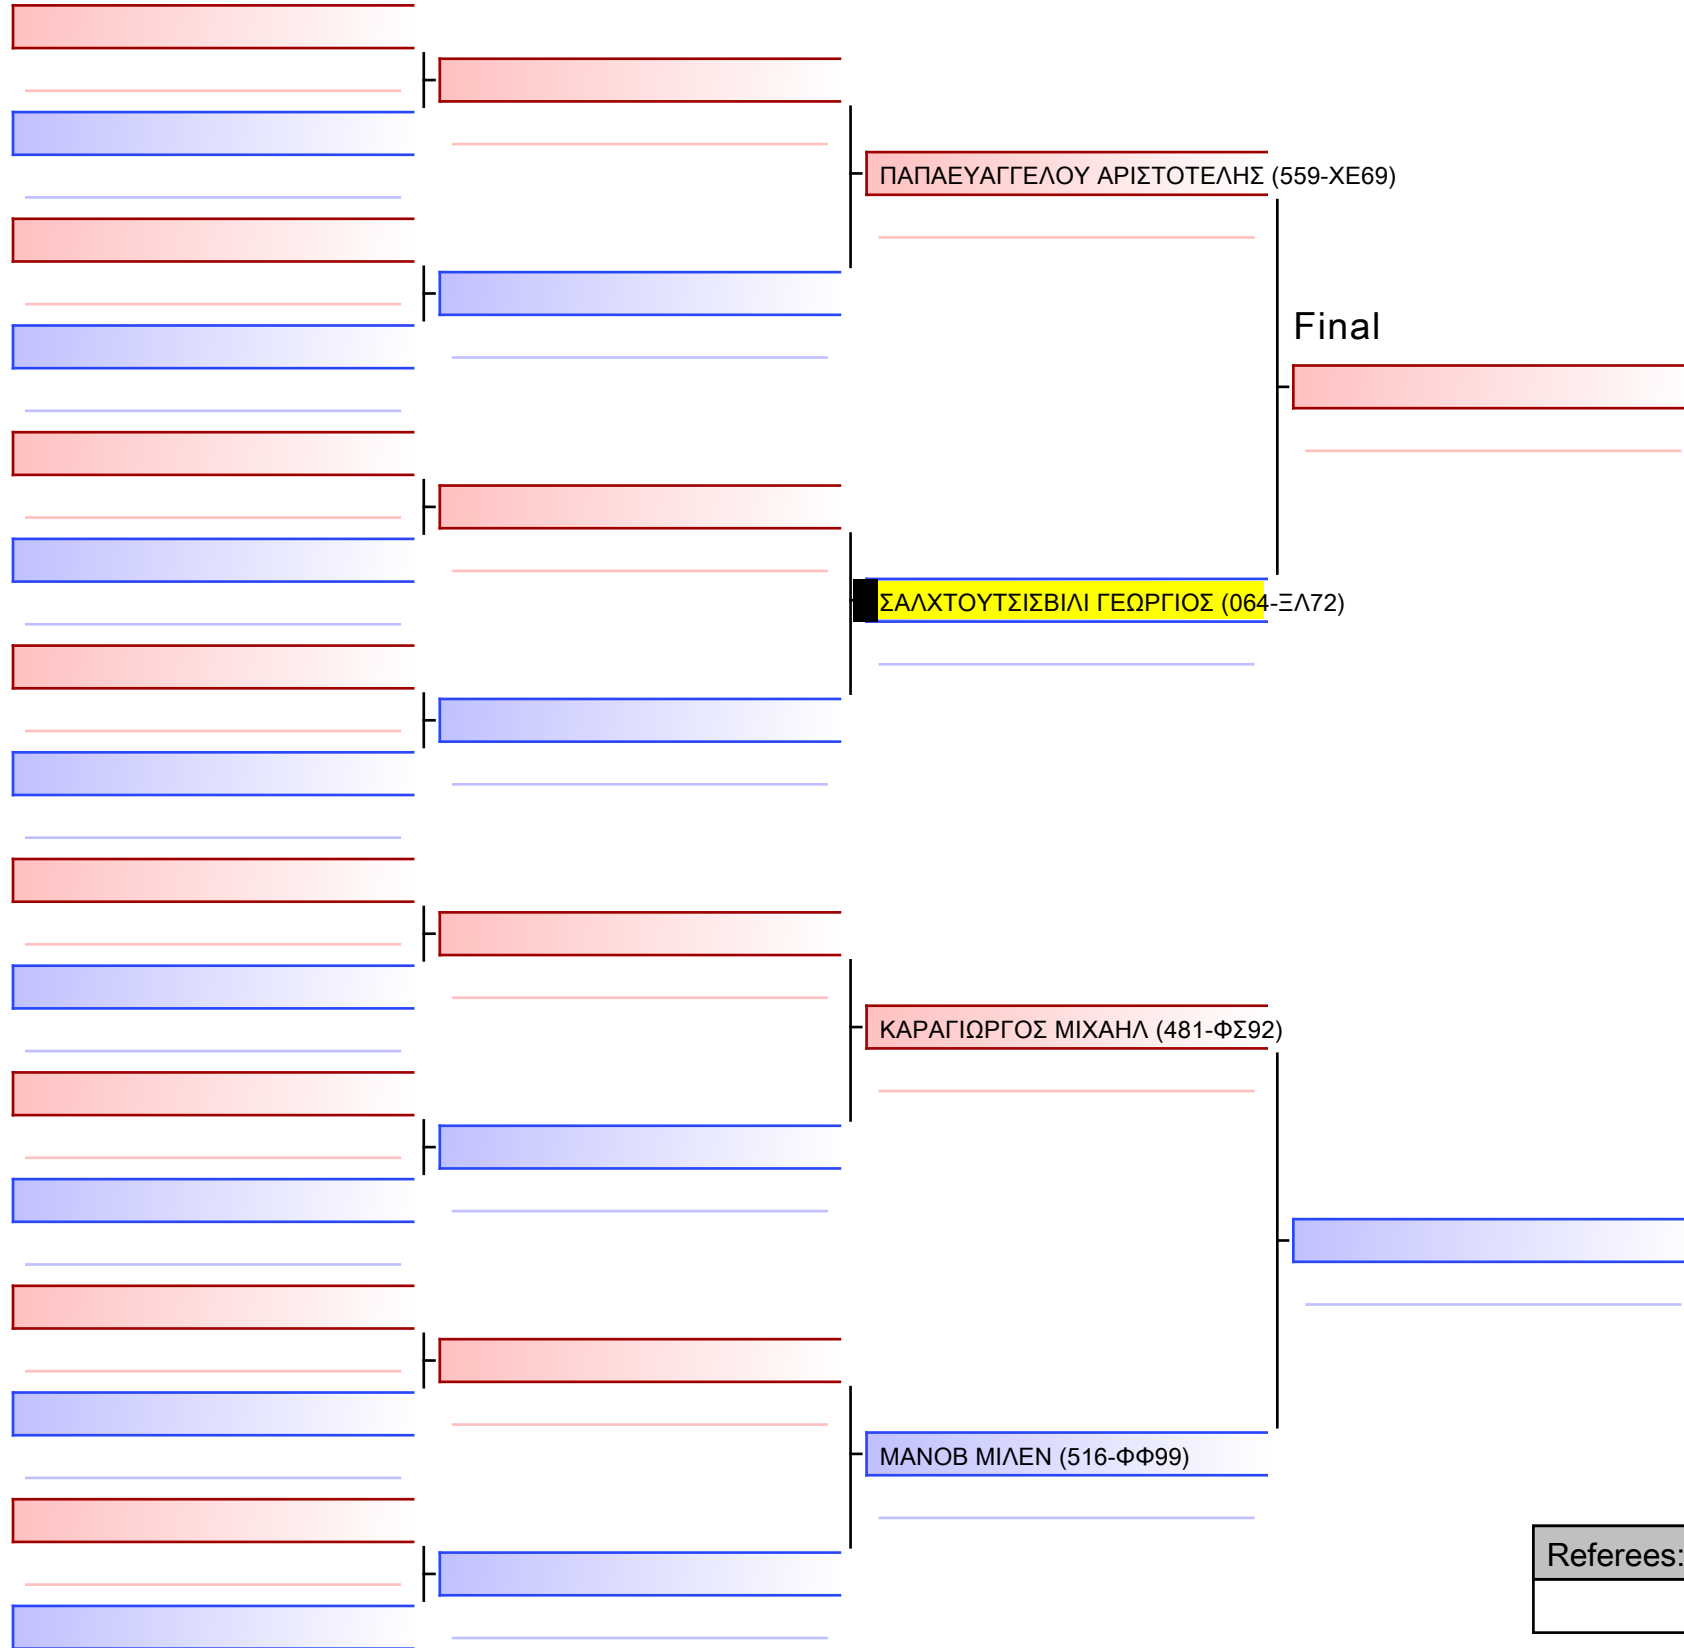 ΠΑΠΑΕΥΑΓΓΕΛΟΥ ΑΡΙΣΤΟΤΕΛΗΣ (559-ΧΕ69)
Final
ΣΑΛΧΤΟΥΤΣΙΣΒΙΛΙ ΓΕΩΡΓΙΟΣ (064-ΞΛ72)
ΚΑΡΑΓΙΩΡΓΟΣ ΜΙΧΑΗΛ (481-ΦΣ92)
ΜΑΝΟΒ ΜΙΛΕΝ (516-ΦΦ99)
Referees: